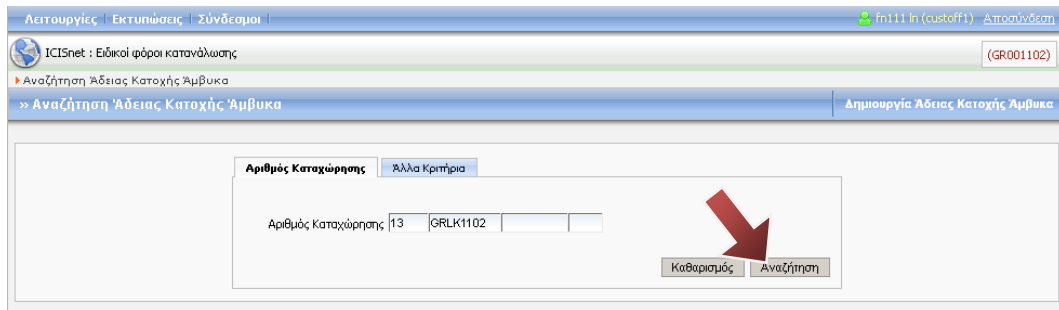 Λειτουργίες | Εκτυπώσεις | Σύνδεσμοι | fn111 ln (custoff1) Αποσύνδεση
ICISnet : Ειδικοί φόροι κατανάλωσης (GR001102)
Αναζήτηση Άδειας Κατοχής Άμβυκα
» Αναζήτηση Άδειας Κατοχής Άμβυκα Δημιουργία Άδειας Κατοχής Άμβυκα
Αριθμός Καταχώρησης Άλλα Κριτήρια
Αριθμός Καταχώρησης 13 GRLK1102
Καθαρισμός Αναζήτηση